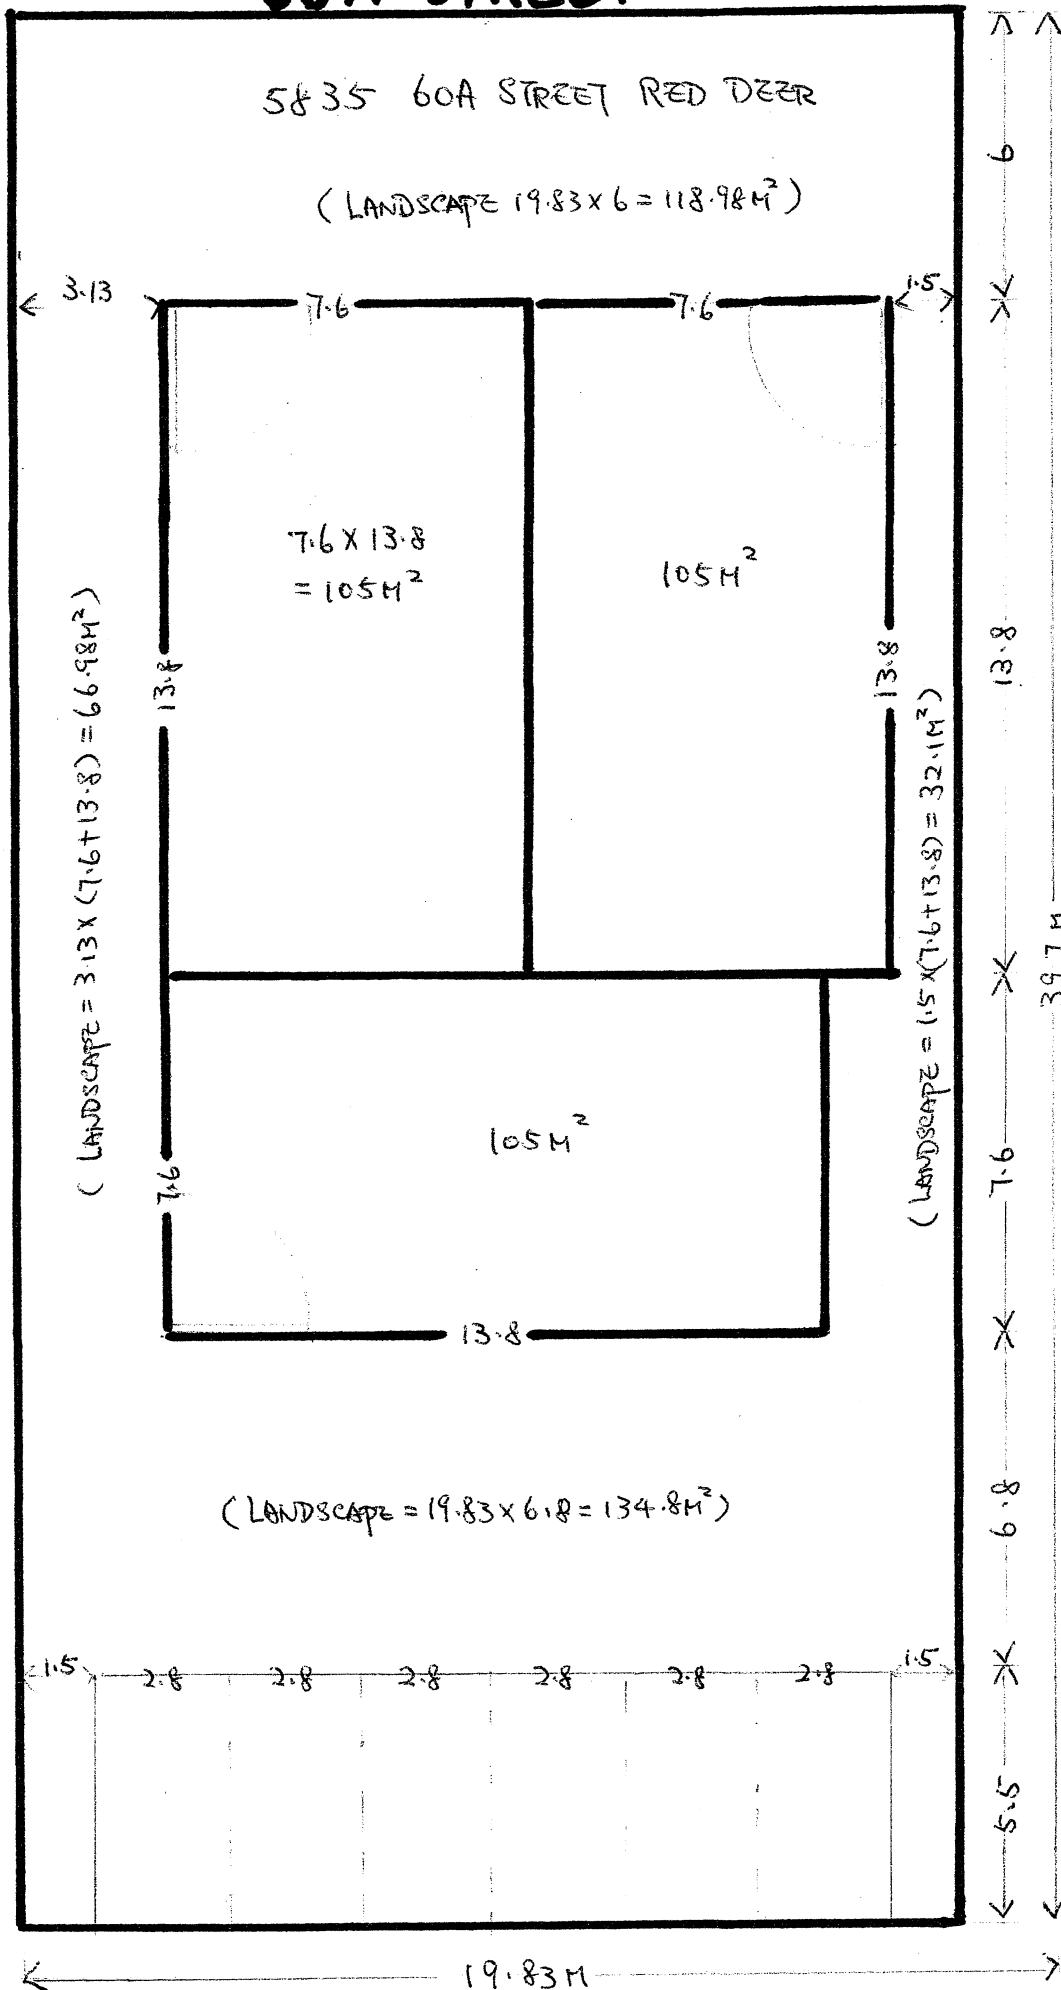 5835 60A STREET RED DEER
(LANDSCAPE 19.83 x 6 = 118.98M²)
6
3.13
7.6
7.6
1.5
7.6 X 13.8
= 105M²
105M²
13.8
13.8
13.8
(LANDSCAPE = 3.13 X (7.6+13.8) = 66.98M²)
(LANDSCAPE = 1.5 X (7.6+13.8) = 32.1M²)
39.7 M
105M²
7.6
7.6
13.8
(LANDSCAPE = 19.83 x 6.8 = 134.8M²)
6.8
1.5
2.8
2.8
2.8
2.8
2.8
2.8
1.5
5.5
19.83M